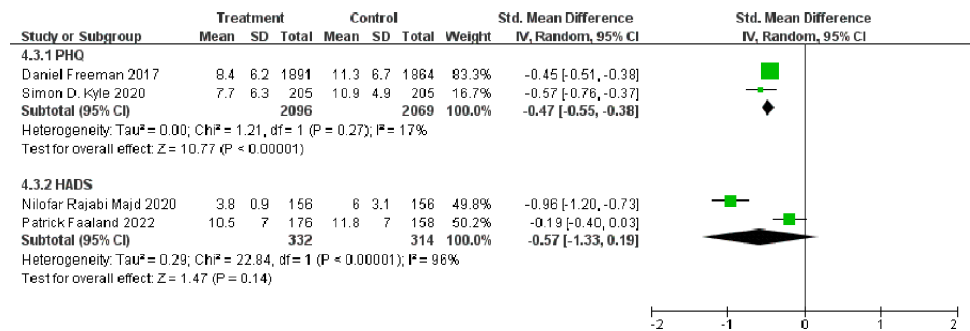 Treatment Control Std. Mean Difference Std. Mean Difference
Study or Subgroup Mean SD Total Mean SD Total Weight IV, Random, 95% CI IV, Random, 95% CI
4.3.1 PHQ
Daniel Freeman 2017 8.4 6.2 1891 11.3 6.7 1864 83.3% -0.45 [-0.51, -0.38]
Simon D. Kyle 2020 7.7 6.3 205 10.9 4.9 205 16.7% -0.57 [-0.76, -0.37]
Subtotal (95% CI) 2096 2069 100.0% -0.47 [-0.55, -0.38]
Heterogeneity: Tau² = 0.00; Chi² = 1.21, df = 1 (P = 0.27); I² = 17%
Test for overall effect: Z = 10.77 (P < 0.00001)
4.3.2 HADS
Nilofar Rajabi Majd 2020 3.8 0.9 156 6 3.1 156 49.8% -0.96 [-1.20, -0.73]
Patrick Faaland 2022 10.5 7 176 11.8 7 158 50.2% -0.19 [-0.40, 0.03]
Subtotal (95% CI) 332 314 100.0% -0.57 [-1.33, 0.19]
Heterogeneity: Tau² = 0.29; Chi² = 22.84, df = 1 (P < 0.00001); I² = 96%
Test for overall effect: Z = 1.47 (P = 0.14)
-2 -1 0 1 2